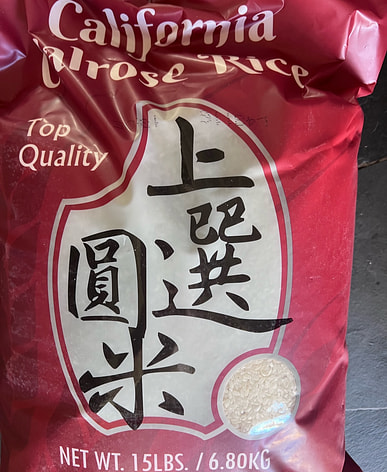 California
Calrose Rice
Top
Quality
上選
圓米
NET WT. 15LBS. / 6.80KG